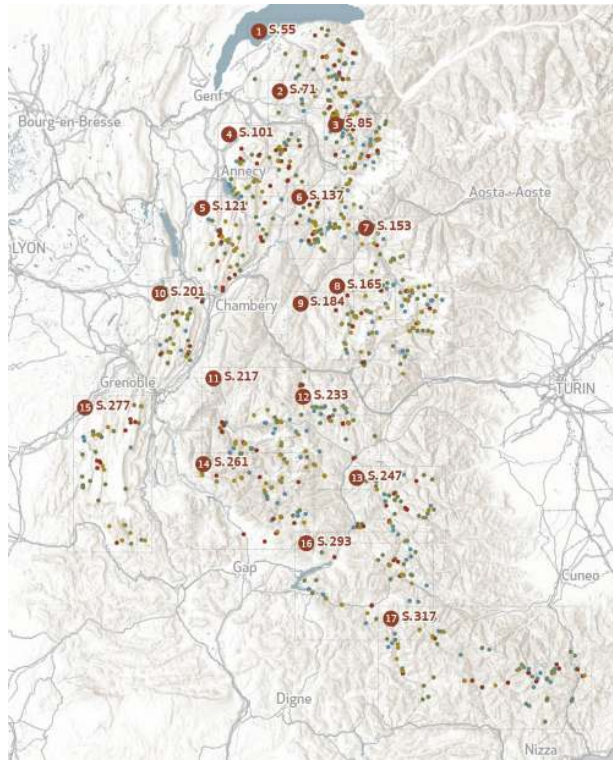 1 S.55
2 S.71
Genf
Bourg-en-Bresse
3 S.85
4 S.101
Annecy
6 S.137
Aosta - Aoste
5 S.121
7 S.153
LYON
8 S.165
10 S.201
9 S.184
Chambery
11 S.217
Grenoble
TURIN
12 S.233
15 S.277
14 S.261
13 S.247
16 S.293
Gap
Cuneo
17 S.317
Digne
Nizza